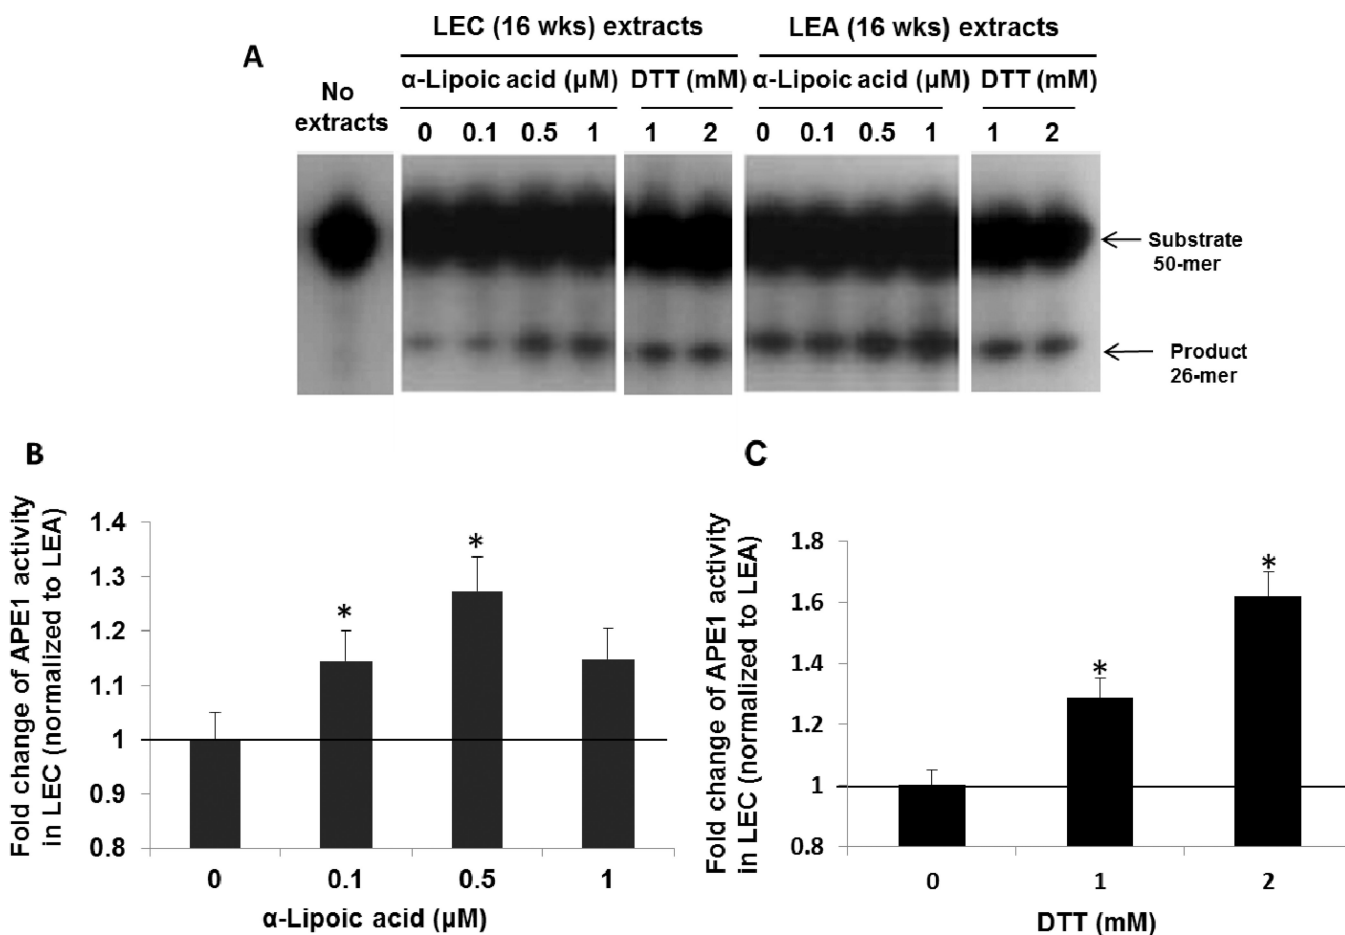 A
LEC (16 wks) extracts
LEA (16 wks) extracts
α-Lipoic acid (µM)
DTT (mM)
α-Lipoic acid (µM)
DTT (mM)
No
extracts
0 0.1 0.5 1 1 2 0 0.1 0.5 1 1 2
Substrate
50-mer
Product
26-mer
B
Fold change of APE1 activity
in LEC (normalized to LEA)
1.4
1.3
1.2
1.1
1
0.9
0.8
*
*
0 0.1 0.5 1
α-Lipoic acid (µM)
C
Fold change of APE1 activity
in LEC (normalized to LEA)
1.8
1.6
1.4
1.2
1
0.8
*
*
0 1 2
DTT (mM)